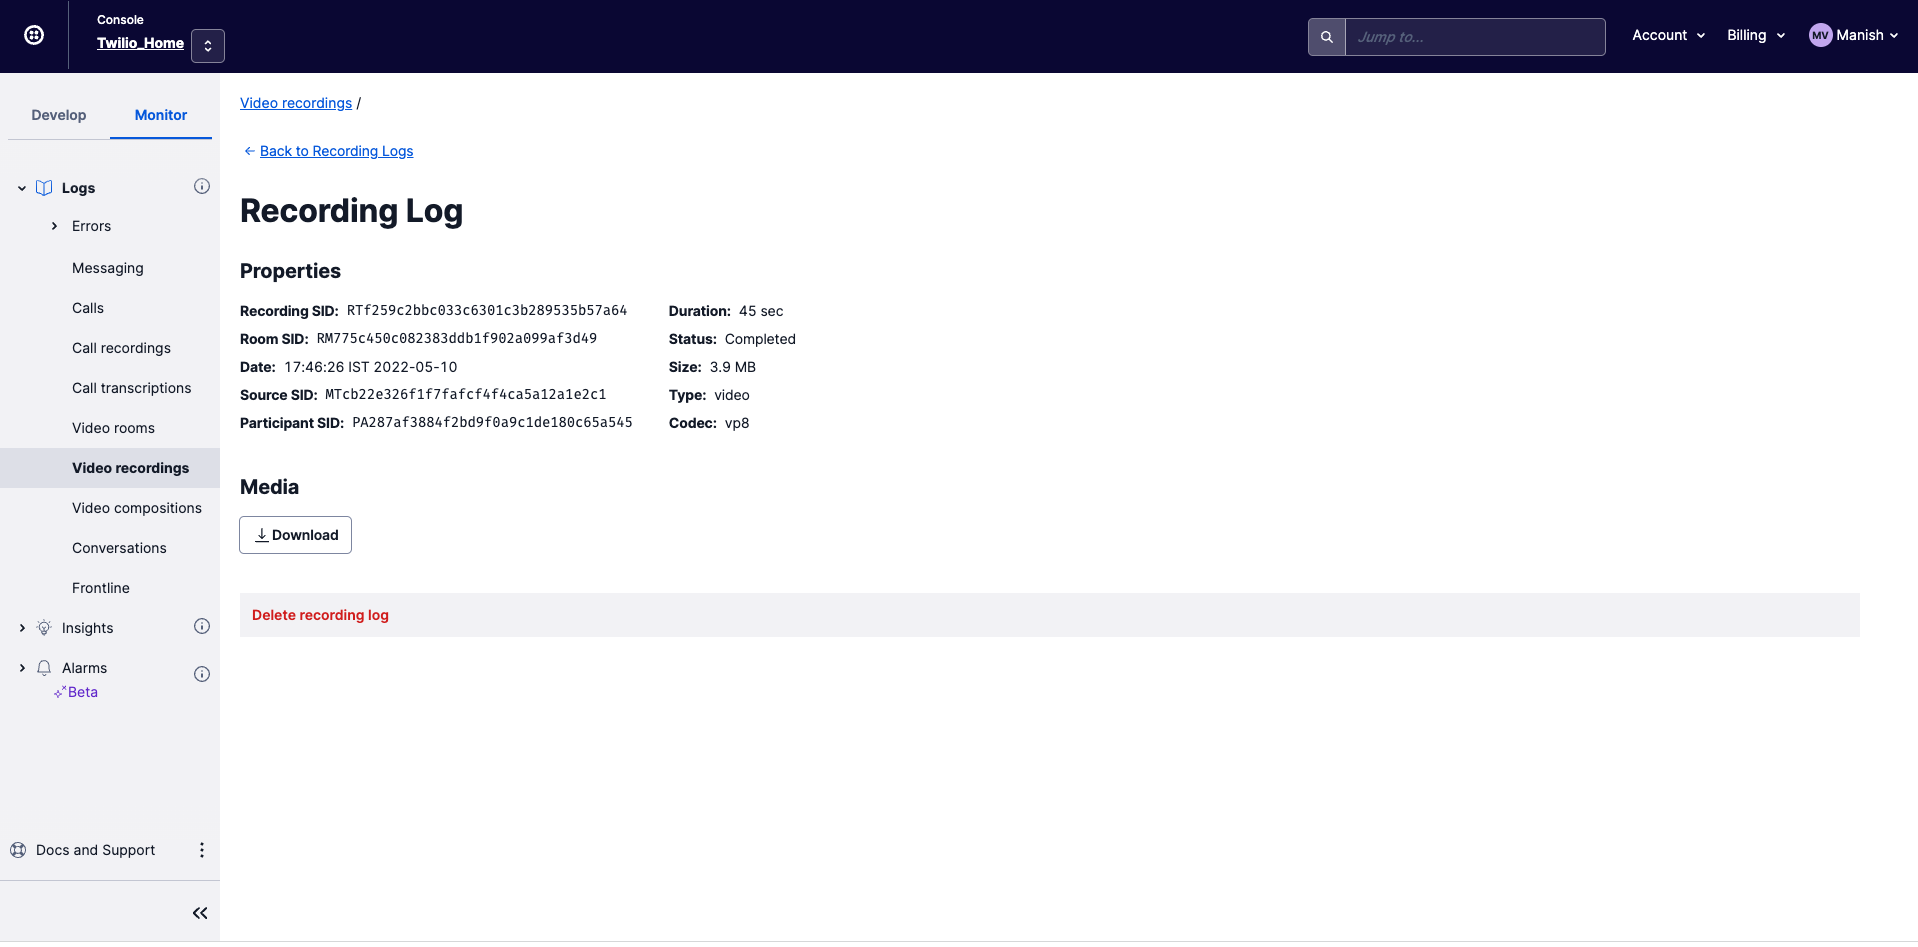 Console
Twilio_Home
Jump to...
Account
Billing
MV Manish
Develop
Monitor
Logs
Errors
Messaging
Calls
Call recordings
Call transcriptions
Video rooms
Video recordings
Video compositions
Conversations
Frontline
Insights
Alarms
Beta
Docs and Support
Video recordings /
← Back to Recording Logs
Recording Log
Properties
Recording SID: RTf259c2bbc033c6301c3b289535b57a64
Room SID: RM775c450c082383ddb1f902a099af3d49
Date: 17:46:26 IST 2022-05-10
Source SID: MTcb22e326f1f7fafcf4f4ca5a12a1e2c1
Participant SID: PA287af3884f2bd9f0a9c1de180c65a545
Duration: 45 sec
Status: Completed
Size: 3.9 MB
Type: video
Codec: vp8
Media
Download
Delete recording log